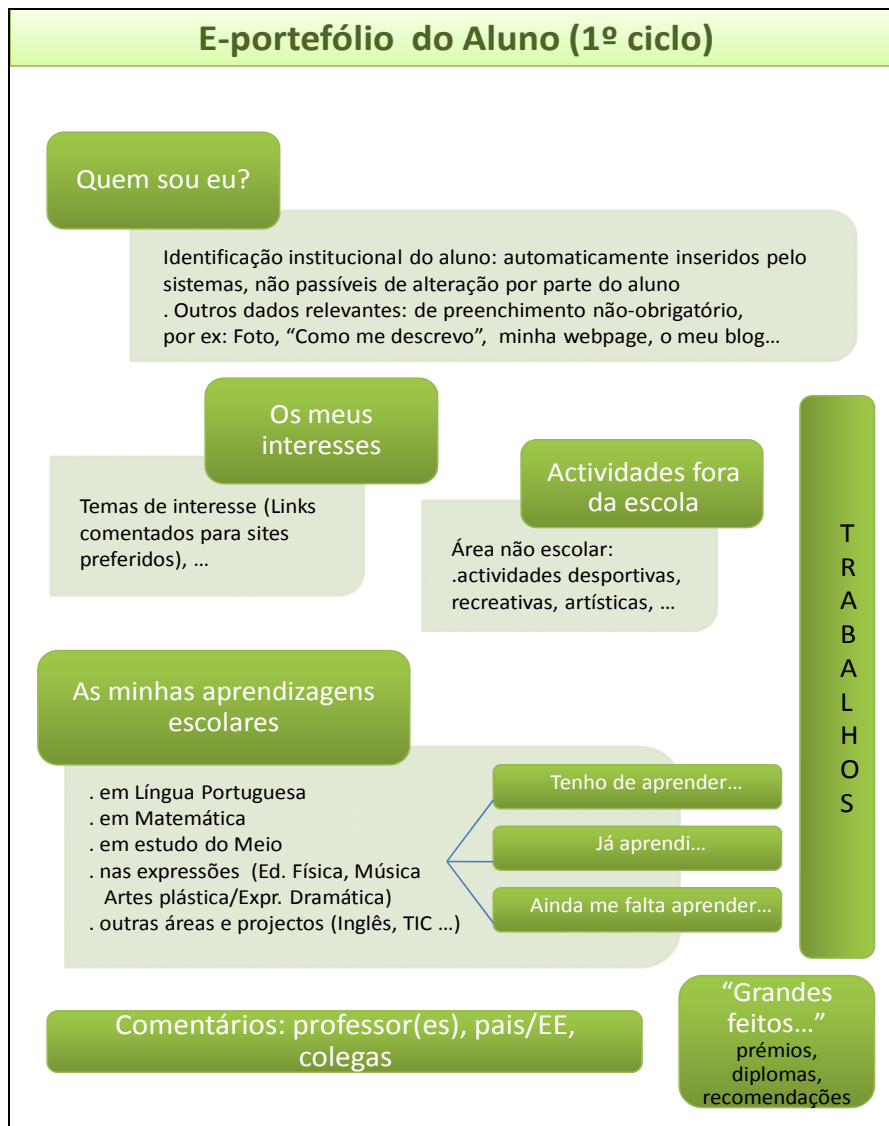 E-portefólio do Aluno (1º ciclo)
Quem sou eu?
Identificação institucional do aluno: automaticamente inseridos pelo
sistemas, não passíveis de alteração por parte do aluno
. Outros dados relevantes: de preenchimento não-obrigatório,
por ex: Foto, “Como me descrevo”, minha webpage, o meu blog…
Os meus
interesses
Temas de interesse (Links
comentados para sites
preferidos), …
Actividades fora
da escola
Área não escolar:
.actividades desportivas,
recreativas, artísticas, …
T
R
A
B
A
L
H
O
S
As minhas aprendizagens
escolares
. em Língua Portuguesa
. em Matemática
. em estudo do Meio
. nas expressões (Ed. Física, Música
Artes plástica/Expr. Dramática)
. outras áreas e projectos (Inglês, TIC …)
Tenho de aprender…
Já aprendi…
Ainda me falta aprender…
Comentários: professor(es), pais/EE,
colegas
“Grandes
feitos…”
prémios,
diplomas,
recomendações